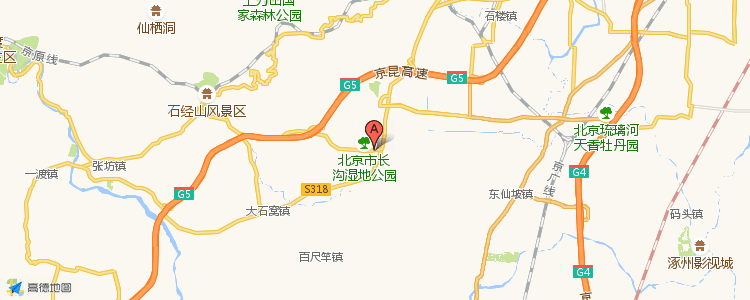 上方山国
家森林公园
仙栖洞
石楼镇
京原线
京昆高速
G5
G5
石经山风景区
A
北京琉璃河
天香牡丹园
北京市长
沟湿地公园
张坊镇
一渡镇
G5
S318
东仙坡镇
京广线
G4
大石窝镇
码头镇
百尺竿镇
涿州影视城
G4
高德地图